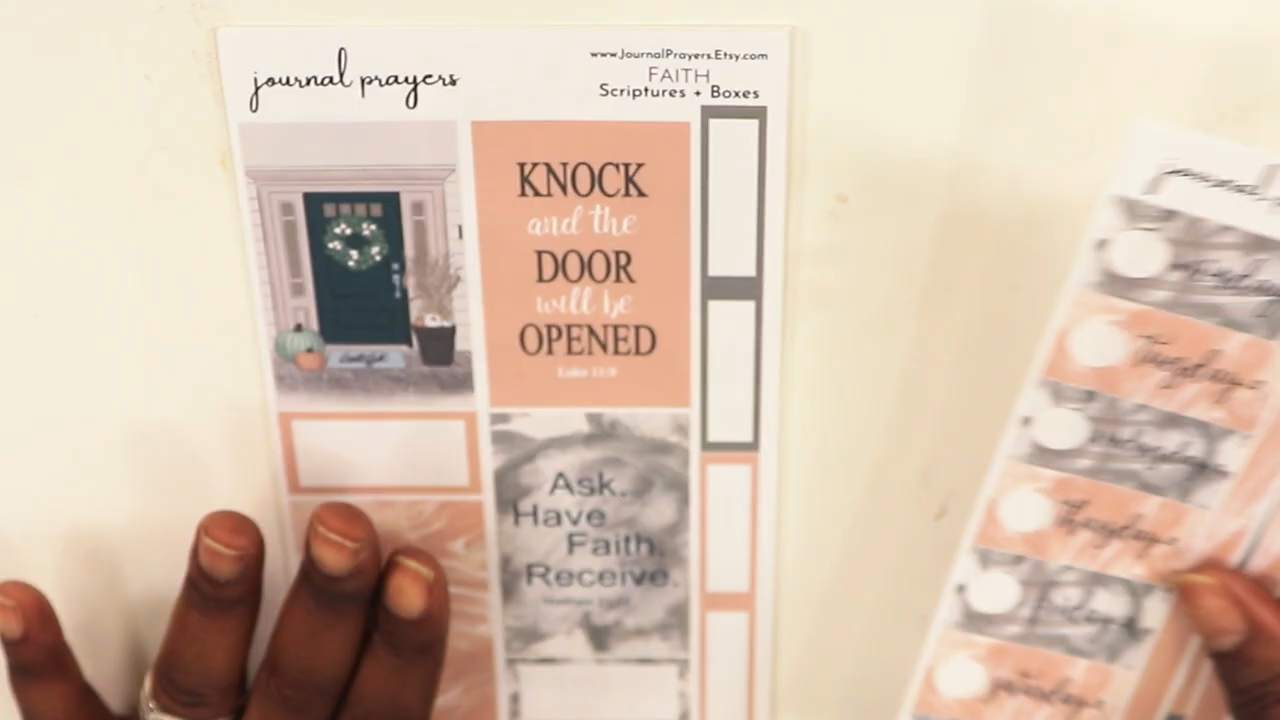 journal prayers
www.JournalPrayers.Etsy.com
FAITH
Scriptures + Boxes
KNOCK
and the
DOOR
will be
OPENED
Ask.
Have
Faith.
Receive.
Tuesday
Thursday